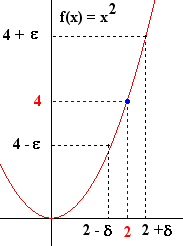 f(x) = x²
4 + ε
4
4 - ε
2 - δ
2
2 + δ